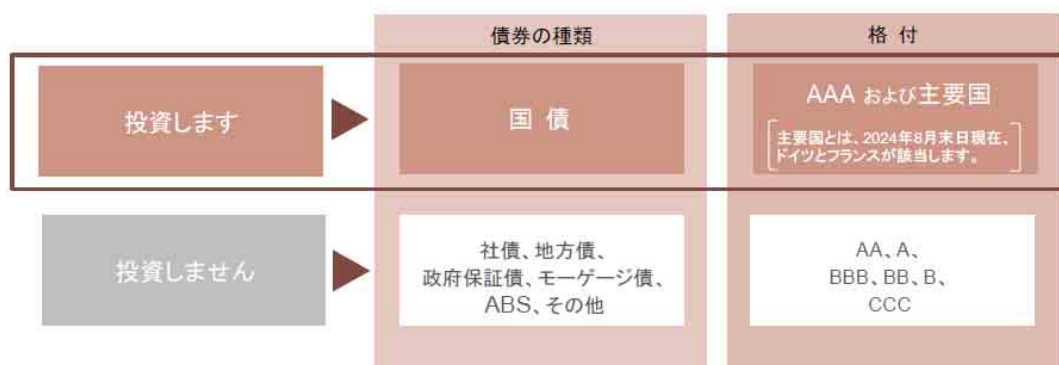 債券の種類
格 付
投資します
国 債
AAA および主要国
主要国とは、2024年8月末日現在、
ドイツとフランスが該当します。
投資しません
社債、地方債、
政府保証債、モーゲージ債、
ABS、その他
AA、A、
BBB、BB、B、
CCC